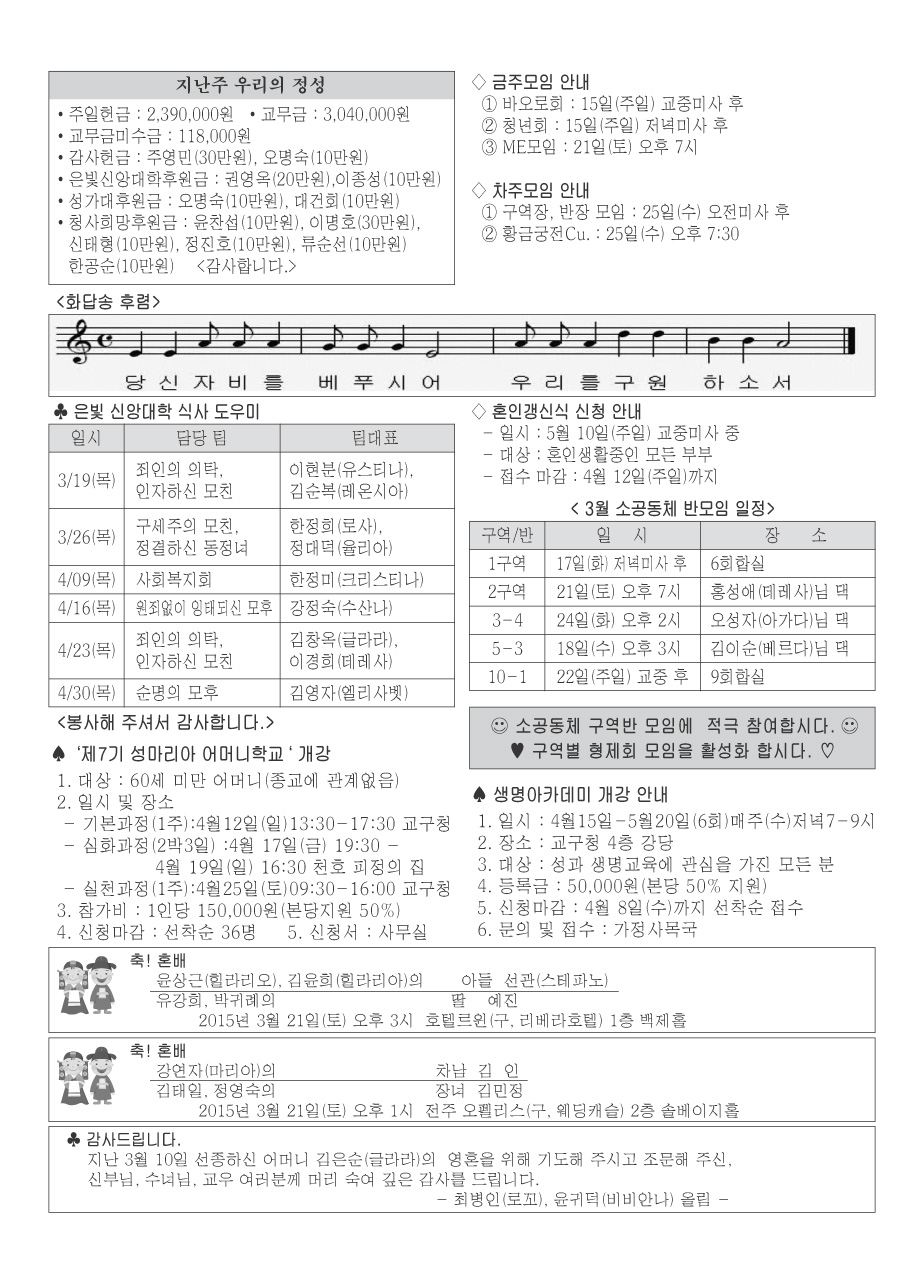 지난주 우리의 정성
• 주일헌금 : 2,390,000원 • 교무금 : 3,040,000원
• 교무금미수금 : 118,000원
• 감사헌금 : 주영민(30만원), 오명숙(10만원)
• 은빛신앙대학후원금 : 권영옥(20만원),이종성(10만원)
• 성가대후원금 : 오명숙(10만원), 대건회(10만원)
• 청사희망후원금 : 윤찬섭(10만원), 이명호(30만원),
신태형(10만원), 정진호(10만원), 류순선(10만원)
한공순(10만원) <감사합니다.>
◇ 금주모임 안내
① 바오로회 : 15일(주일) 교중미사 후
② 청년회 : 15일(주일) 저녁미사 후
③ ME모임 : 21일(토) 오후 7시
◇ 차주모임 안내
① 구역장, 반장 모임 : 25일(수) 오전미사 후
② 황금궁전Cu. : 25일(수) 오후 7:30
<화답송 후렴>
당 신 자 비 를 베 푸 시 어 우 리 를 구 원 하 소 서
♣ 은빛 신앙대학 식사 도우미
일시 담당 팀 팀대표
3/19(목) 죄인의 의탁, 인자하신 모친 이현분(유스티나), 김순복(레온시아)
3/26(목) 구세주의 모친, 정결하신 동정녀 한정희(로사), 정대덕(율리아)
4/09(목) 사회복지회 한정미(크리스티나)
4/16(목) 원죄없이 잉태되신 모후 강정숙(수산나)
4/23(목) 죄인의 의탁, 인자하신 모친 김창옥(글라라), 이경희(데레사)
4/30(목) 순명의 모후 김영자(엘리사벳)
<봉사해 주셔서 감사합니다.>
♠ ‘제7기 성마리아 어머니학교 ‘ 개강
1. 대상 : 60세 미만 어머니(종교에 관계없음)
2. 일시 및 장소
- 기본과정(1주):4월12일(일)13:30-17:30 교구청
- 심화과정(2박3일) :4월 17일(금) 19:30 -
4월 19일(일) 16:30 천호 피정의 집
- 실천과정(1주):4월25일(토)09:30-16:00 교구청
3. 참가비 : 1인당 150,000원(본당지원 50%)
4. 신청마감 : 선착순 36명 5. 신청서 : 사무실
◇ 혼인갱신식 신청 안내
- 일시 : 5월 10일(주일) 교중미사 중
- 대상 : 혼인생활중인 모든 부부
- 접수 마감 : 4월 12일(주일)까지
< 3월 소공동체 반모임 일정>
구역/반 일 시 장 소
1구역 17일(화) 저녁미사 후 6회합실
2구역 21일(토) 오후 7시 홍성애(데레사)님 댁
3-4 24일(화) 오후 2시 오성자(아가다)님 댁
5-3 18일(수) 오후 3시 김이순(베르다)님 댁
10-1 22일(주일) 교중 후 9회합실
☺ 소공동체 구역반 모임에 적극 참여합시다. ☺
♥ 구역별 형제회 모임을 활성화 합시다. ♡
♠ 생명아카데미 개강 안내
1. 일시 : 4월15일-5월20일(6회)매주(수)저녁7-9시
2. 장소 : 교구청 4층 강당
3. 대상 : 성과 생명교육에 관심을 가진 모든 분
4. 등록금 : 50,000원(본당 50% 지원)
5. 신청마감 : 4월 8일(수)까지 선착순 접수
6. 문의 및 접수 : 가정사목국
축! 혼배
윤상근(힐라리오), 김윤희(힐라리아)의 아들 선관(스테파노)
유강희, 박귀례의 딸 예진
2015년 3월 21일(토) 오후 3시 호텔르윈(구, 리베라호텔) 1층 백제홀
축! 혼배
강연자(마리아)의 차남 김 인
김태일, 정영숙의 장녀 김민정
2015년 3월 21일(토) 오후 1시 전주 오펠리스(구, 웨딩캐슬) 2층 솔베이지홀
♣ 감사드립니다.
지난 3월 10일 선종하신 어머니 김은순(글라라)의 영혼을 위해 기도해 주시고 조문해 주신,
신부님, 수녀님, 교우 여러분께 머리 숙여 깊은 감사를 드립니다.
- 최병인(로꼬), 윤귀덕(비비안나) 올림 -